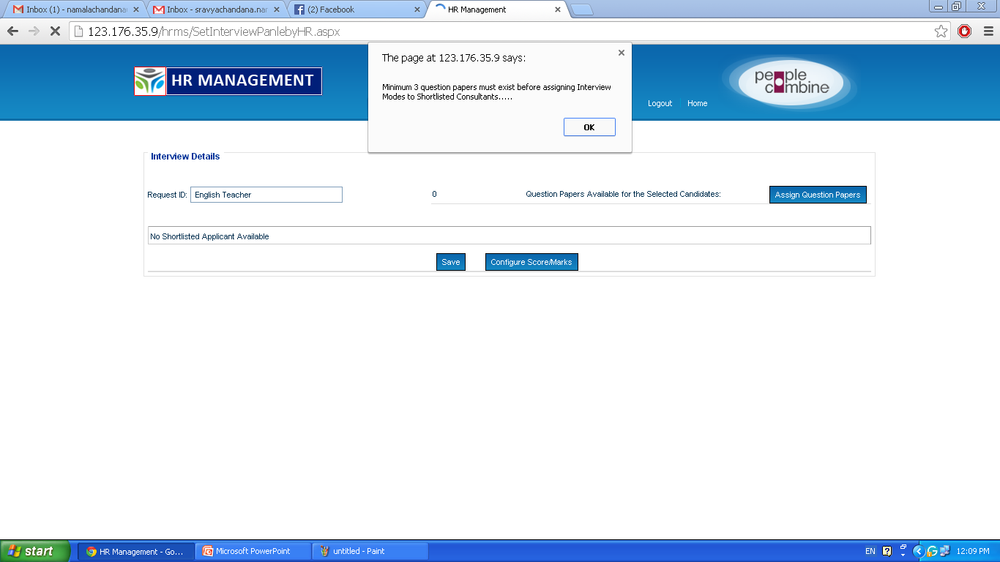 Inbox (1) - namalachandana
Inbox - sravyachandana.nar
(2) Facebook
HR Management
123.176.35.9/hrms/SetInterviewPanlebyHR.aspx
The page at 123.176.35.9 says:
Minimum 3 question papers must exist before assigning Interview
Modes to Shortlisted Consultants.....
OK
HR MANAGEMENT
Logout
Home
people
combine
Interview Details
Request ID: English Teacher
0
Question Papers Available for the Selected Candidates:
Assign Question Papers
No Shortlisted Applicant Available
Save
Configure Score/Marks
start
HR Management - Go...
Microsoft PowerPoint
untitled - Paint
EN
12:09 PM